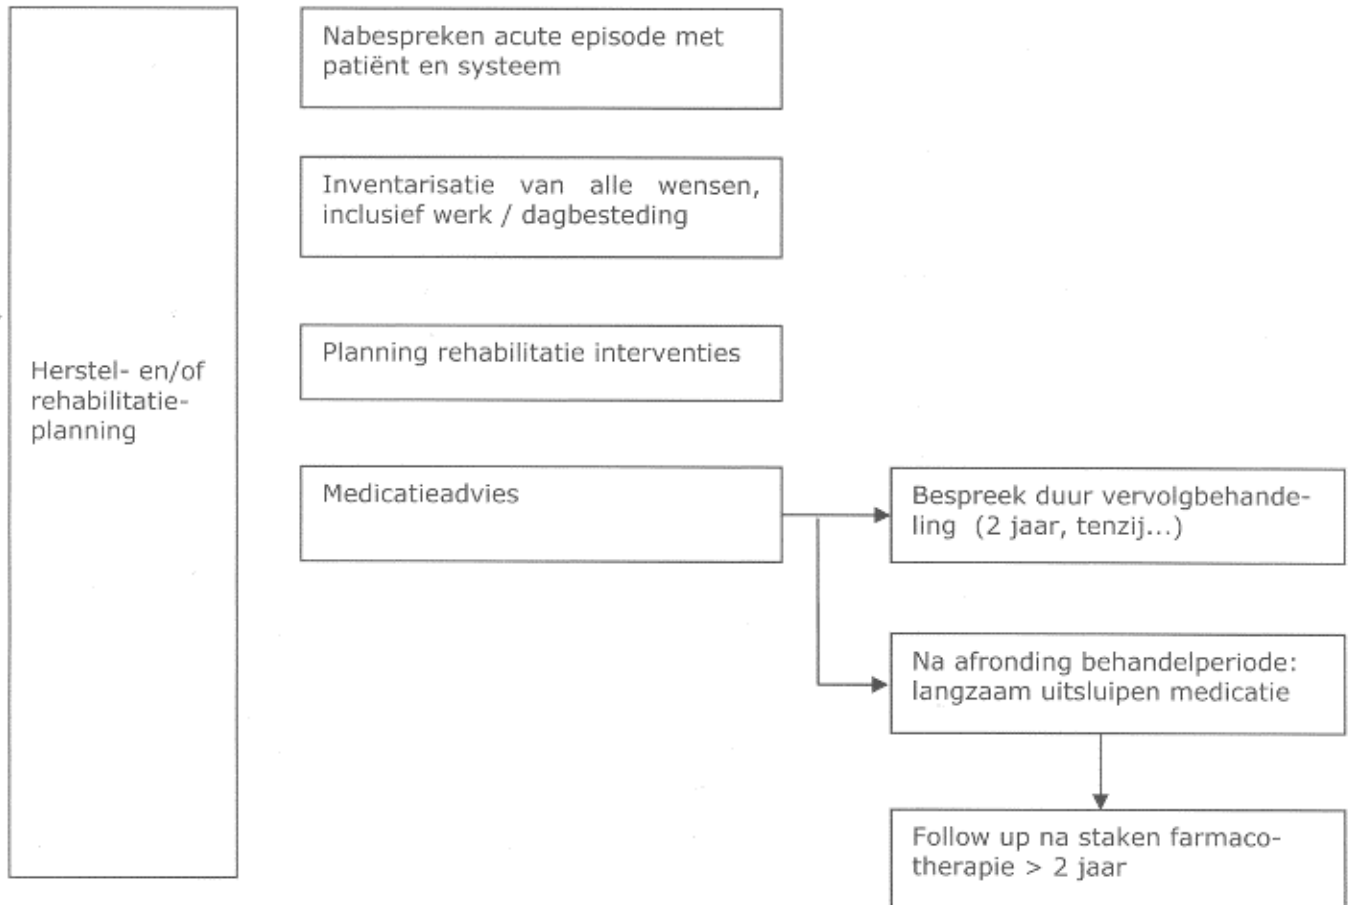 Herstel- en/of
rehabilitatie-
planning
Nabespreken acute episode met
patiënt en systeem
Inventarisatie van alle wensen,
inclusief werk / dagbesteding
Planning rehabilitatie interventies
Medicatieadvies
Bespreek duur vervolgbehande-
ling (2 jaar, tenzij...)
Na afronding behandelperiode:
langzaam uitsluipen medicatie
Follow up na staken farmaco-
therapie > 2 jaar